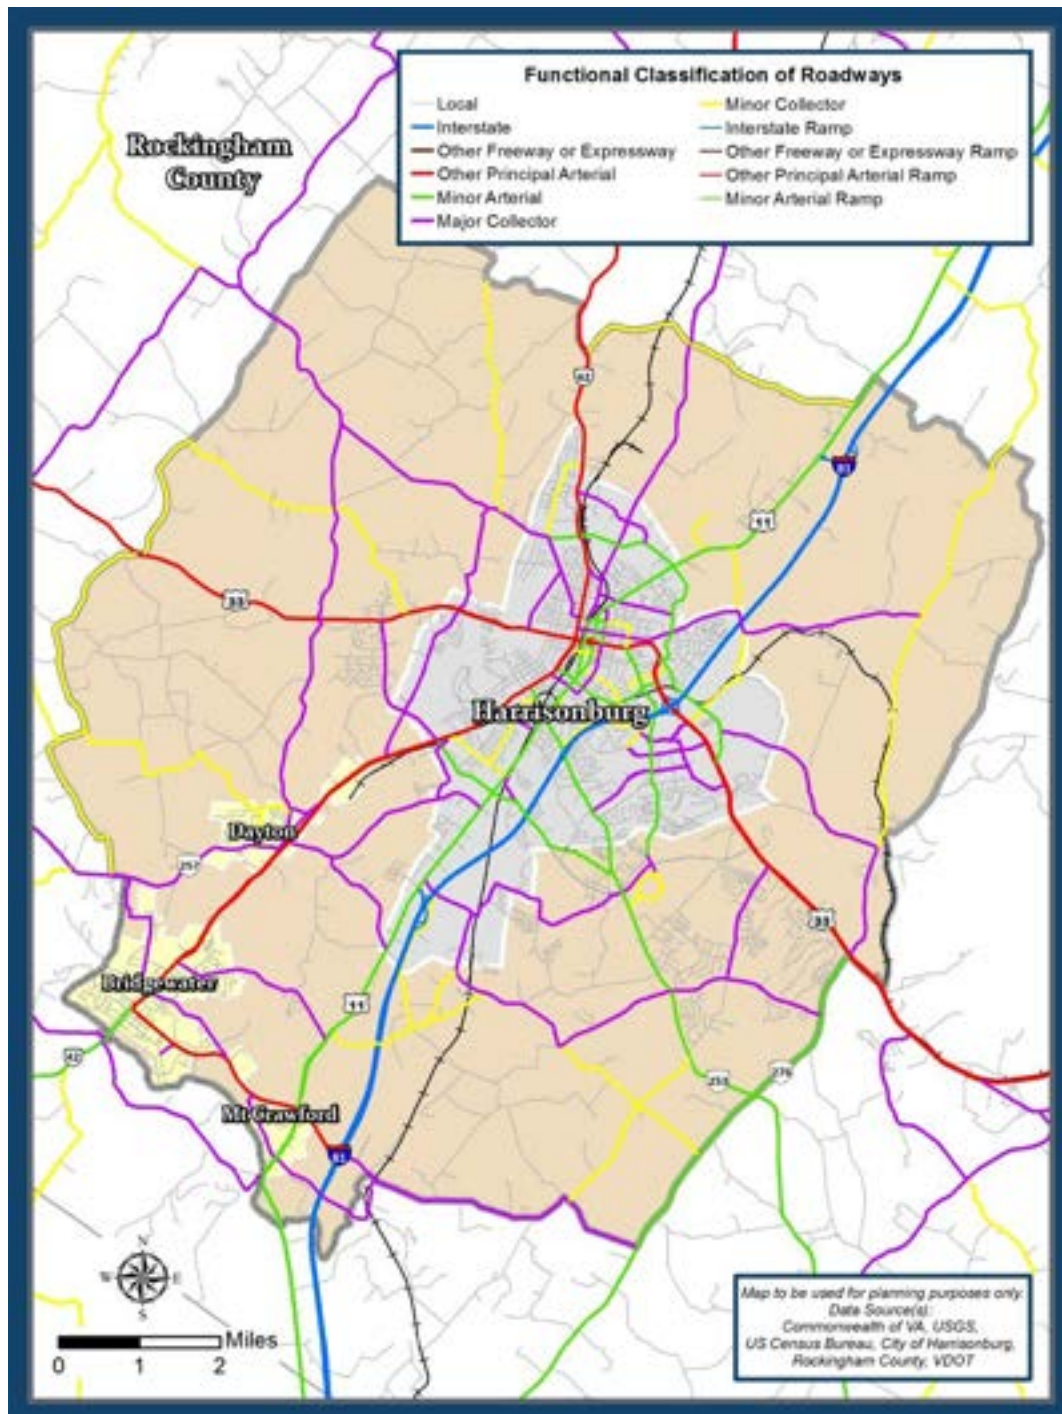 Functional Classification of Roadways
Local
Interstate
Other Freeway or Expressway
Other Principal Arterial
Minor Arterial
Major Collector
Minor Collector
Interstate Ramp
Other Freeway or Expressway Ramp
Other Principal Arterial Ramp
Minor Arterial Ramp
Rockingham
County
42
81
11
33
Harrisonburg
Dayton
257
33
Bridgewater
11
42
253
276
Mt Crawford
81
N
W E
S
Miles
0 1 2
Map to be used for planning purposes only.
Data Source(s):
Commonwealth of VA, USGS,
US Census Bureau, City of Harrisonburg,
Rockingham County, VDOT